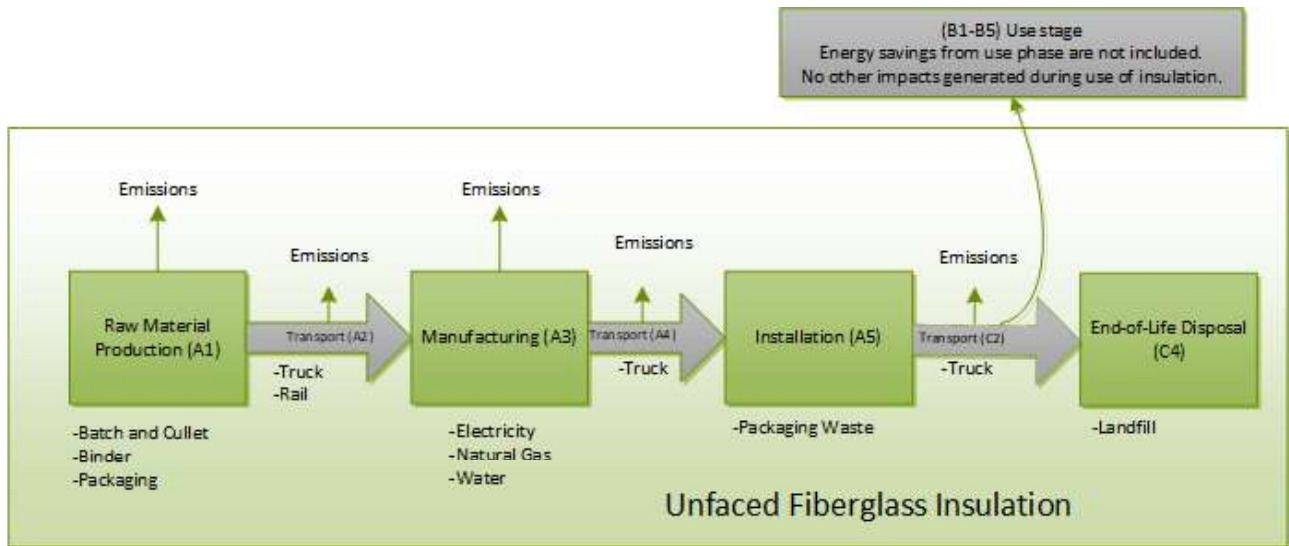 (B1-B5) Use stage
Energy savings from use phase are not included.
No other impacts generated during use of insulation.
Emissions
Emissions
Emissions
Emissions
Emissions
Raw Material
Production (A1)
Transport (A2)
Manufacturing (A3)
Transport (A4)
Installation (A5)
Transport (C2)
End-of-Life Disposal
(C4)
-Truck
-Rail
-Truck
-Truck
-Batch and Cullet
-Binder
-Packaging
-Electricity
-Natural Gas
-Water
-Packaging Waste
-Landfill
Unfaced Fiberglass Insulation